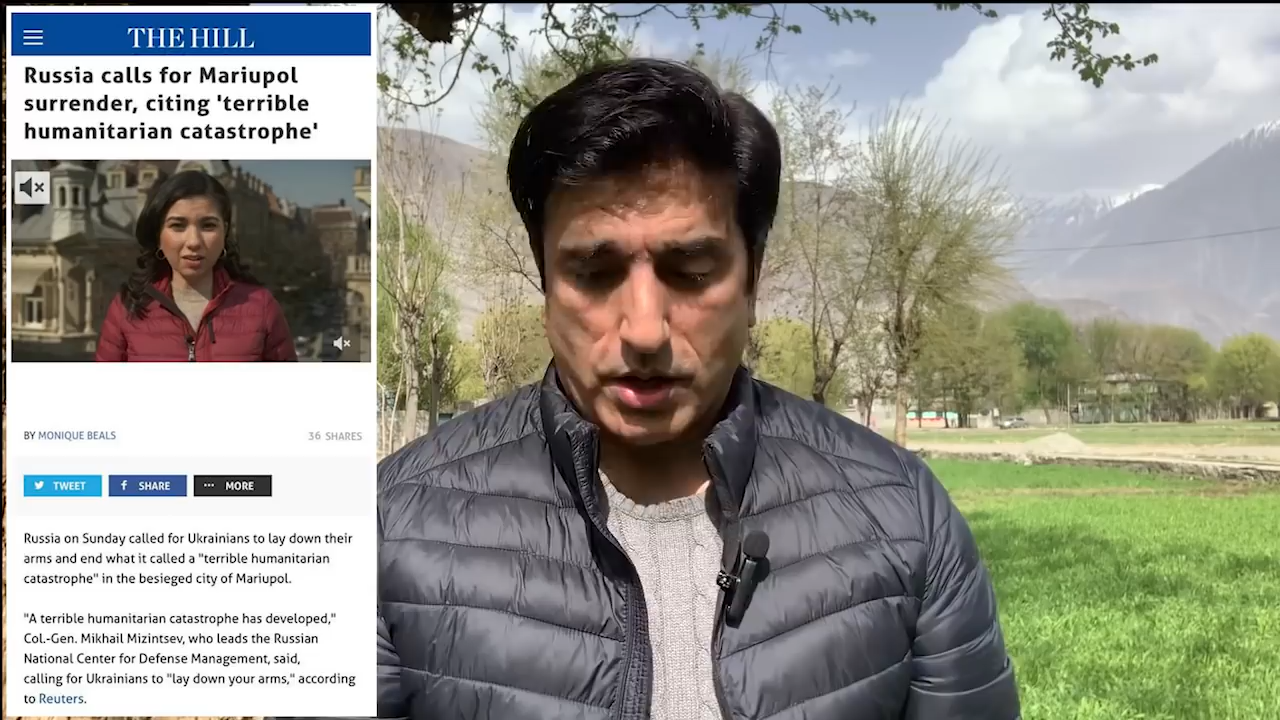 THE HILL
Russia calls for Mariupol
surrender, citing 'terrible
humanitarian catastrophe'
BY MONIQUE BEALS
36 SHARES
TWEET
SHARE
MORE
Russia on Sunday called for Ukrainians to lay down their
arms and end what it called a "terrible humanitarian
catastrophe" in the besieged city of Mariupol.
"A terrible humanitarian catastrophe has developed,"
Col.-Gen. Mikhail Mizintsev, who leads the Russian
National Center for Defense Management, said,
calling for Ukrainians to "lay down your arms," according
to Reuters.